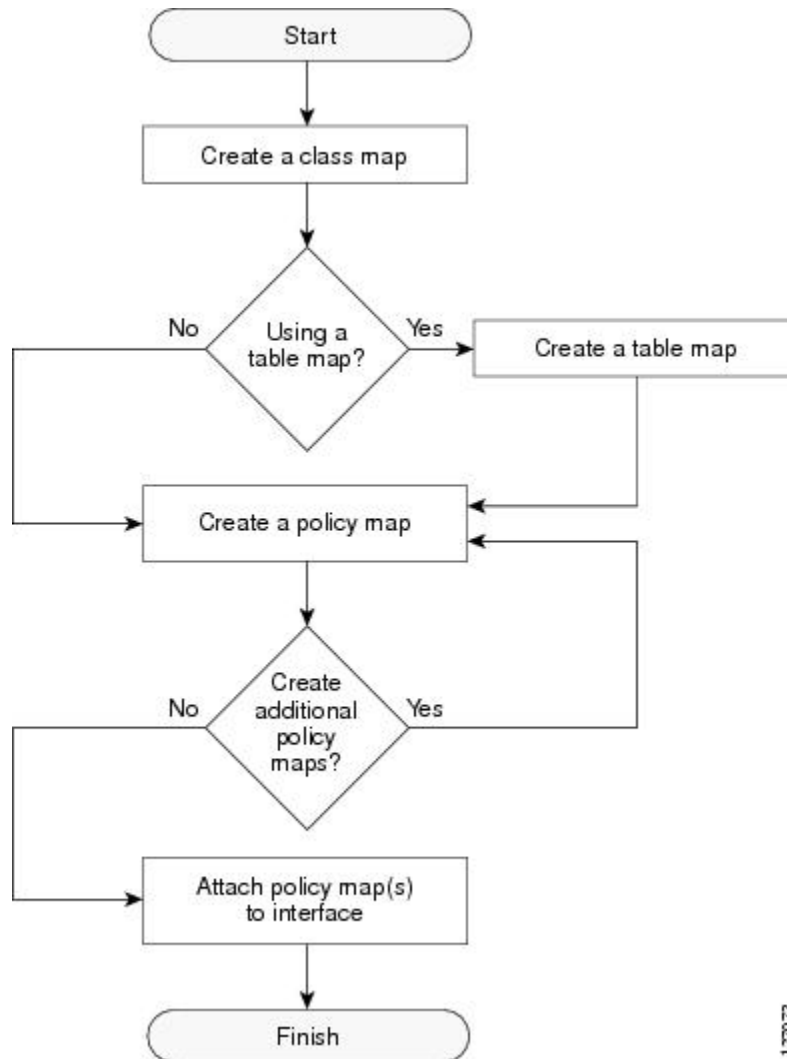 Start
Create a class map
No
Using a
table map?
Yes
Create a table map
Create a policy map
No
Create
additional
policy
maps?
Yes
Attach policy map(s)
to interface
Finish